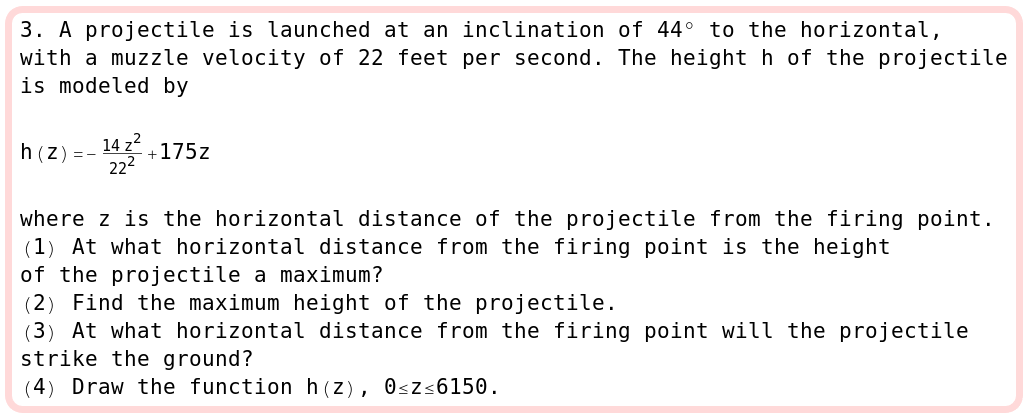 3. A projectile is launched at an inclination of 44° to the horizontal,
with a muzzle velocity of 22 feet per second. The height h of the projectile
is modeled by
h(z)=-\frac{14 z^2}{22^2}+175z
where z is the horizontal distance of the projectile from the firing point.
(1) At what horizontal distance from the firing point is the height
of the projectile a maximum?
(2) Find the maximum height of the projectile.
(3) At what horizontal distance from the firing point will the projectile
strike the ground?
(4) Draw the function h(z), 0≤z≤6150.